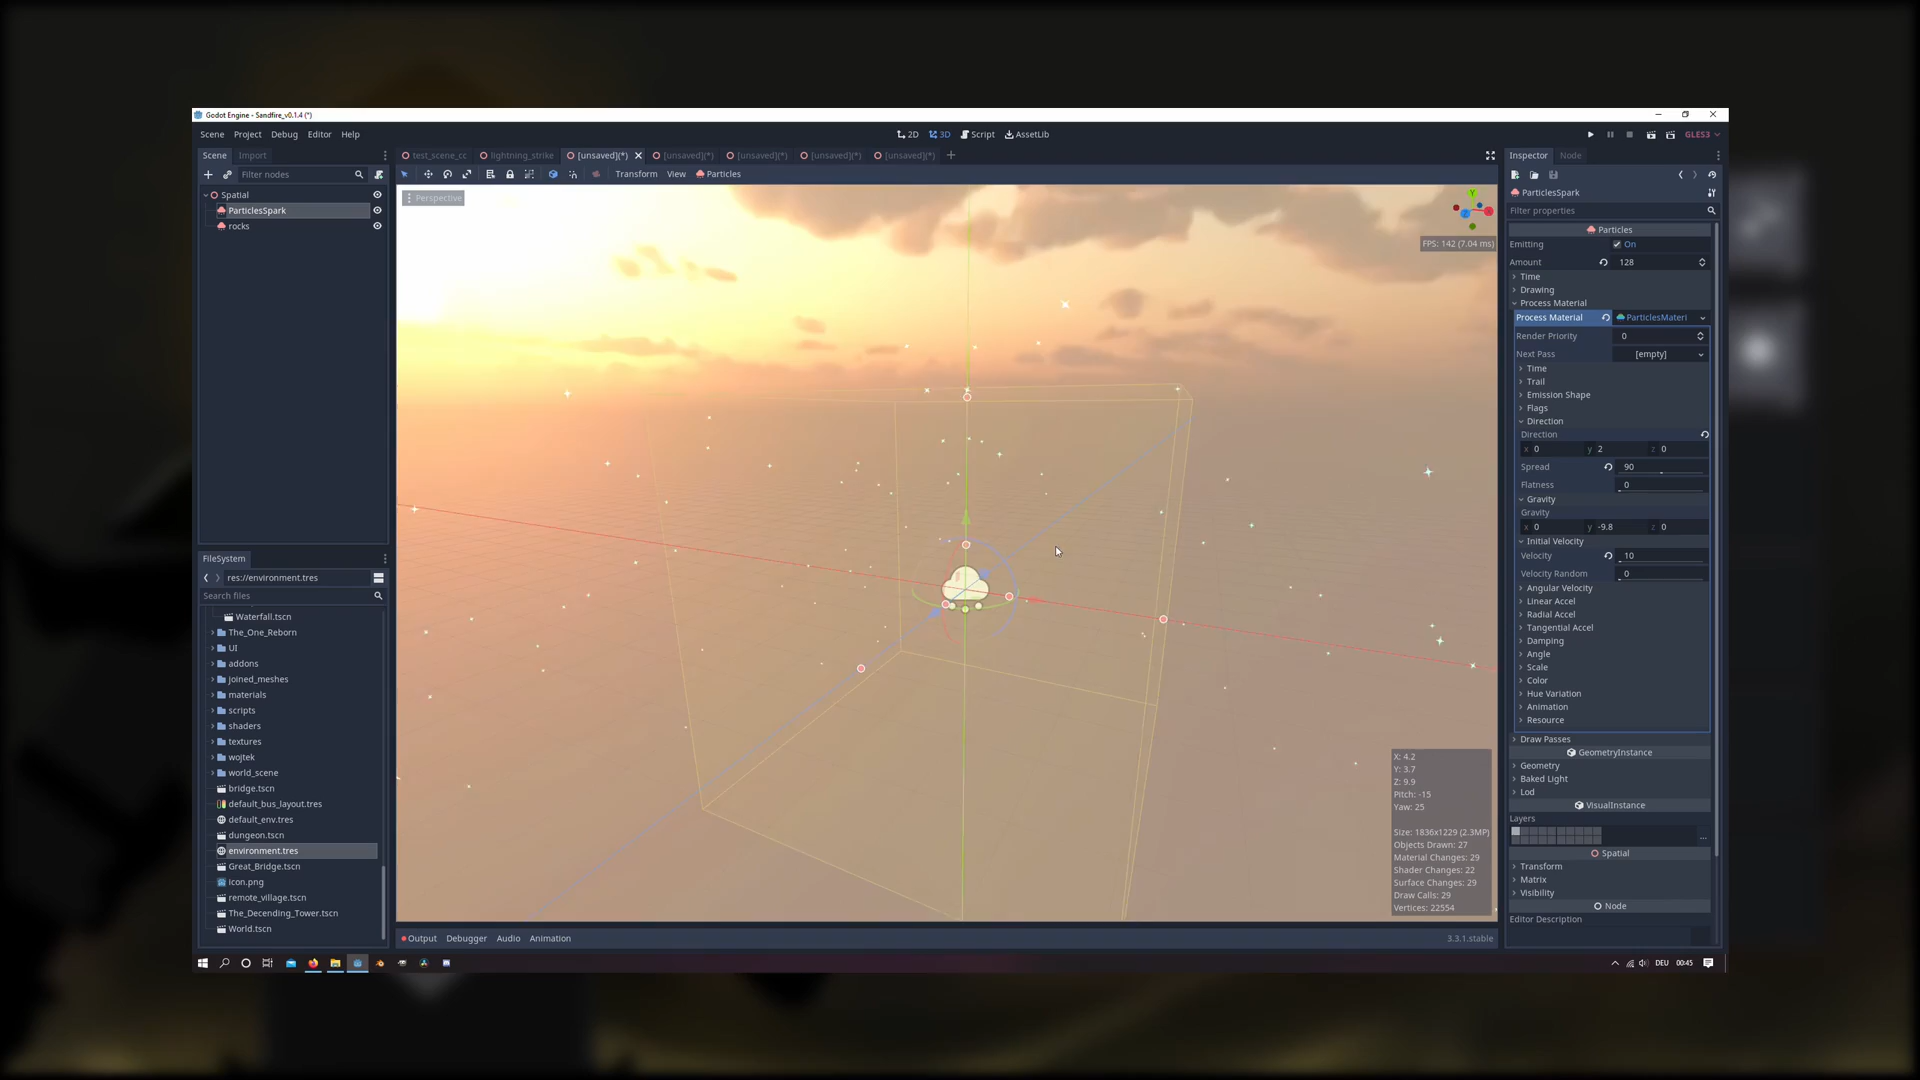 Godot Engine - Sandfire_v0.1.4 (*)
Scene Project Debug Editor Help
2D 3D Script AssetLib
GLES3
Scene Import
test_scene_cc lightning_strike [unsaved](*) [unsaved](*) [unsaved](*) [unsaved](*) [unsaved](*)
Inspector Node
Filter nodes
Transform View Particles
Spatial
ParticlesSpark
rocks
Perspective
FPS: 142 (7.04 ms)
X: 4.2
Y: 3.7
Z: 9.9
Pitch: -15
Yaw: 25
Size: 1836x1229 (2.3MP)
Objects Drawn: 27
Material Changes: 29
Shader Changes: 22
Surface Changes: 29
Draw Calls: 29
Vertices: 22554
ParticlesSpark
Filter properties
Particles
Emitting On
Amount 128
Time
Drawing
Process Material
Process Material ParticlesMateri
Render Priority 0
Next Pass [empty]
Time
Trail
Emission Shape
Flags
Direction
Direction
x 0 y 2 z 0
Spread 90
Flatness 0
Gravity
Gravity
x 0 y -9.8 z 0
Initial Velocity
Velocity 10
Velocity Random 0
Angular Velocity
Linear Accel
Radial Accel
Tangential Accel
Damping
Angle
Scale
Color
Hue Variation
Animation
Resource
Draw Passes
GeometryInstance
Geometry
Baked Light
Lod
VisualInstance
Layers
Spatial
Transform
Matrix
Visibility
Node
Editor Description
FileSystem
res://environment.tres
Search files
Waterfall.tscn
The_One_Reborn
UI
addons
joined_meshes
materials
scripts
shaders
textures
wojtek
world_scene
bridge.tscn
default_bus_layout.tres
default_env.tres
dungeon.tscn
environment.tres
Great_Bridge.tscn
icon.png
remote_village.tscn
The_Decending_Tower.tscn
World.tscn
Output Debugger Audio Animation
3.3.1.stable
DEU 00:45